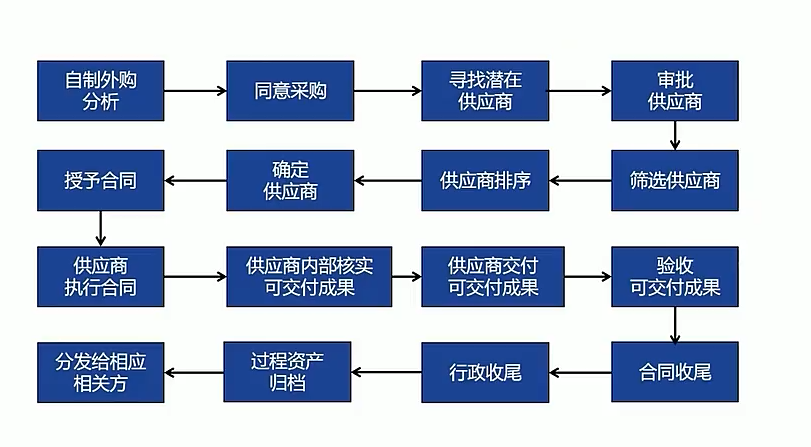 自制外购
分析
同意采购
寻找潜在
供应商
审批
供应商
筛选供应商
供应商排序
确定
供应商
授予合同
供应商
执行合同
供应商内部核实
可交付成果
供应商交付
可交付成果
验收
可交付成果
合同收尾
行政收尾
过程资产
归档
分发给相应
相关方